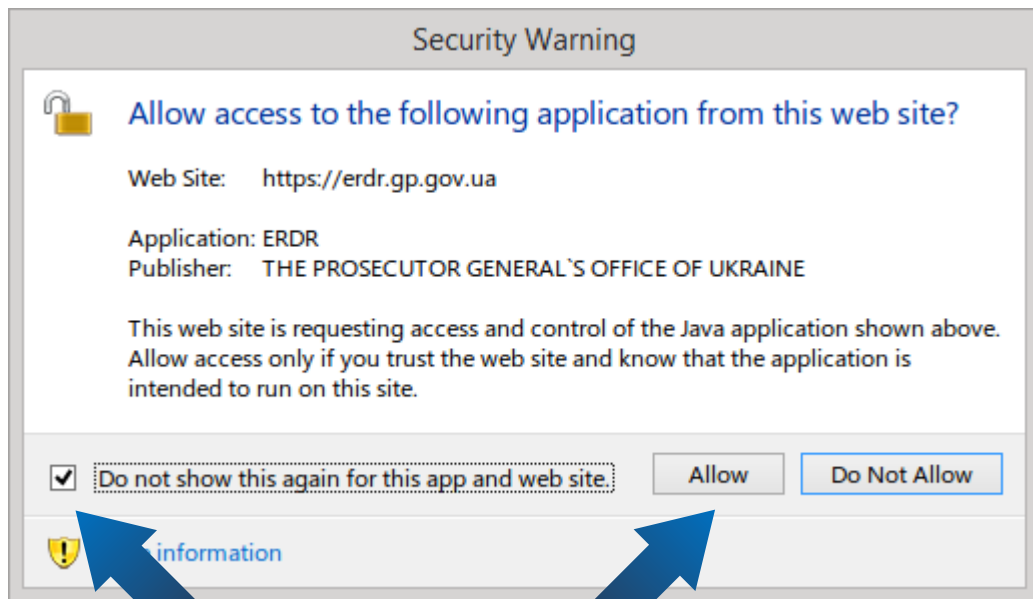 Security Warning
Allow access to the following application from this web site?
Web Site: https://erdr.gp.gov.ua
Application: ERDR
Publisher: THE PROSECUTOR GENERAL`S OFFICE OF UKRAINE
This web site is requesting access and control of the Java application shown above.
Allow access only if you trust the web site and know that the application is
intended to run on this site.
Do not show this again for this app and web site. Allow Do Not Allow
information